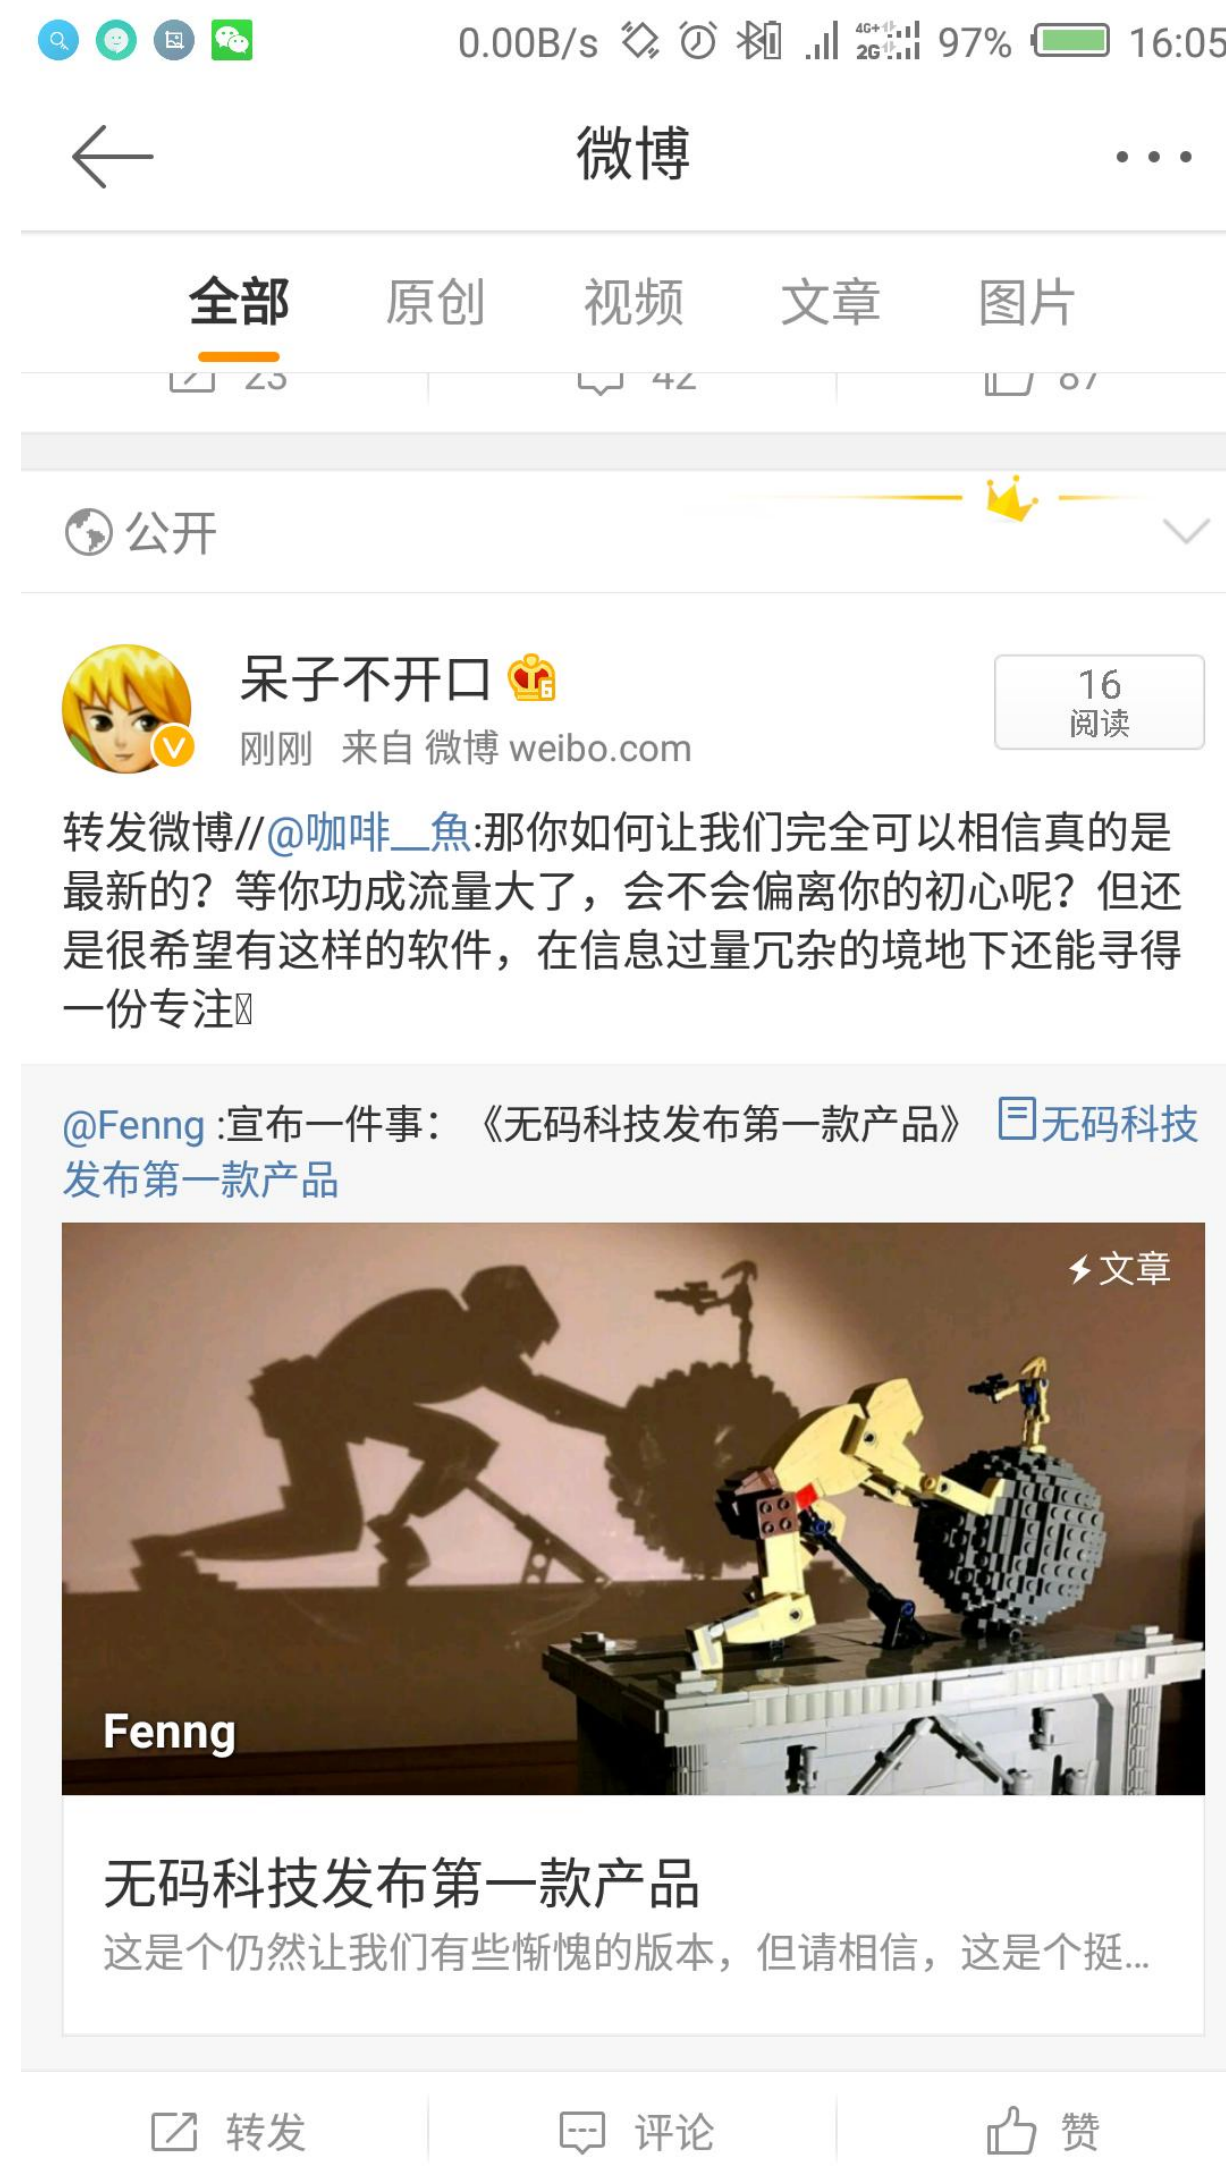 0.00B/s 4G+ 2G 97% 16:05
微博
全部 原创 视频 文章 图片
23 42 87
公开
呆子不开口 6
16
阅读
刚刚 来自 微博 weibo.com
转发微博//@咖啡__魚:那你如何让我们完全可以相信真的是
最新的？等你功成流量大了，会不会偏离你的初心呢？但还
是很希望有这样的软件，在信息过量冗杂的境地下还能寻得
一份专注
@Fenng :宣布一件事：《无码科技发布第一款产品》 无码科技
发布第一款产品
文章
Fenng
无码科技发布第一款产品
这是个仍然让我们有些惭愧的版本，但请相信，这是个挺...
转发 评论 赞